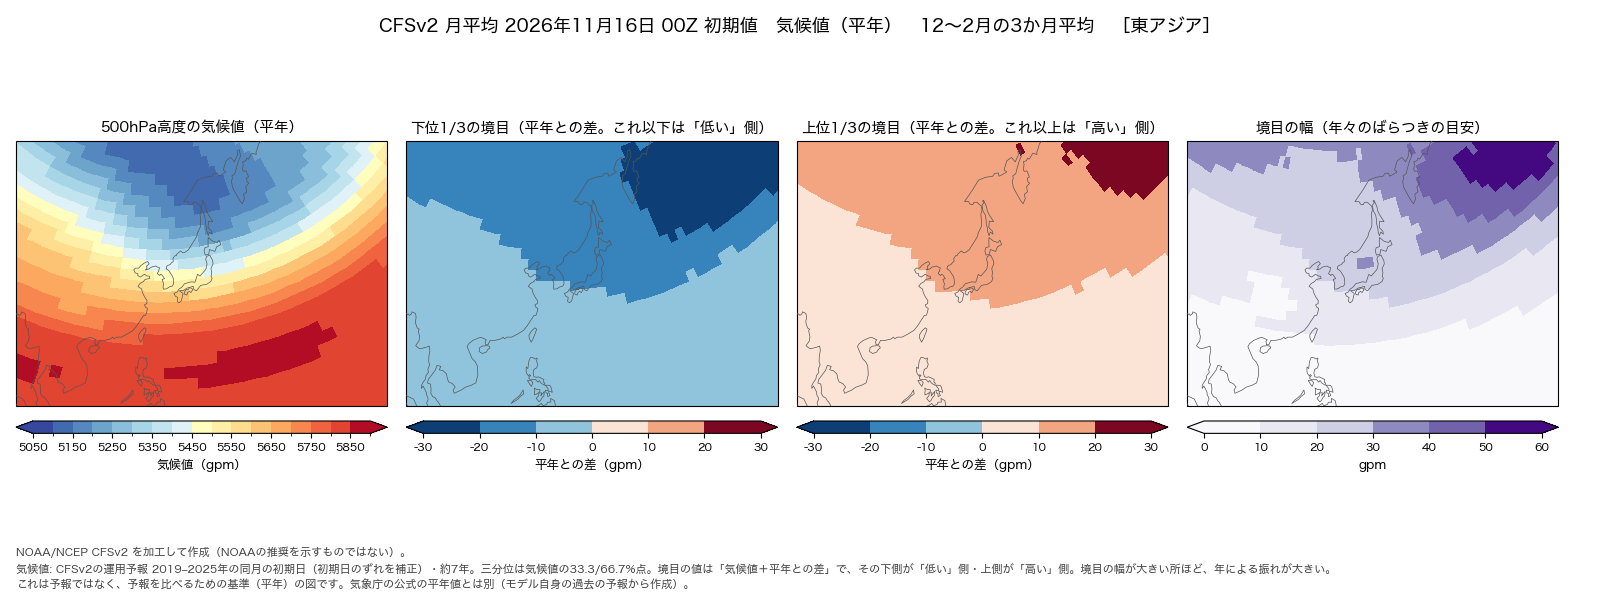 CFSv2 月平均 2026年11月16日 00Z 初期値　気候値（平年）　12～2月の3か月平均　［東アジア］
500hPa高度の気候値（平年）
下位1/3の境目（平年との差。これ以下は「低い」側）
上位1/3の境目（平年との差。これ以上は「高い」側）
境目の幅（年々のばらつきの目安）
5050 5150 5250 5350 5450 5550 5650 5750 5850
気候値（gpm）
-30 -20 -10 0 10 20 30
平年との差（gpm）
-30 -20 -10 0 10 20 30
平年との差（gpm）
0 10 20 30 40 50 60
gpm
NOAA/NCEP CFSv2 を加工して作成（NOAAの推奨を示すものではない）。
気候値: CFSv2の運用予報 2019–2025年の同月の初期日（初期日のずれを補正）・約7年。三分位は気候値の33.3/66.7%点。境目の値は「気候値＋平年との差」で、その下側が「低い」側・上側が「高い」側。境目の幅が大きい所ほど、年による振れが大きい。
これは予報ではなく、予報を比べるための基準（平年）の図です。気象庁の公式の平年値とは別（モデル自身の過去の予報から作成）。